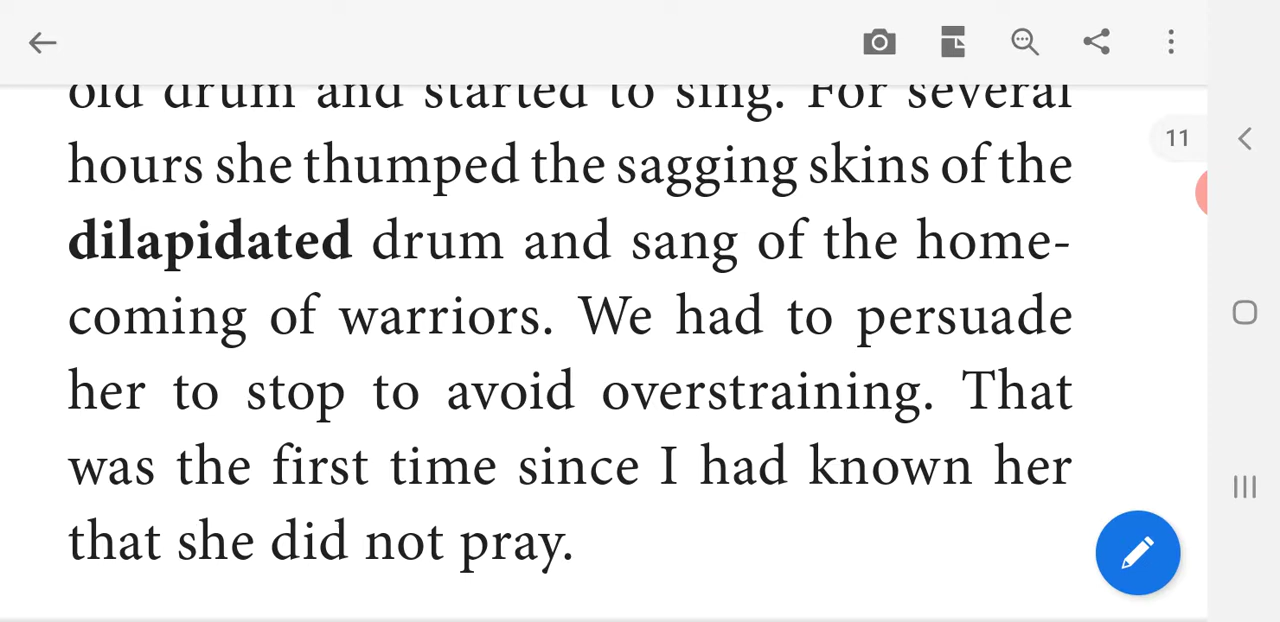 old drum and started to sing. For several
11
hours she thumped the sagging skins of the
dilapidated drum and sang of the home-
coming of warriors. We had to persuade
her to stop to avoid overstraining. That
was the first time since I had known her
that she did not pray.